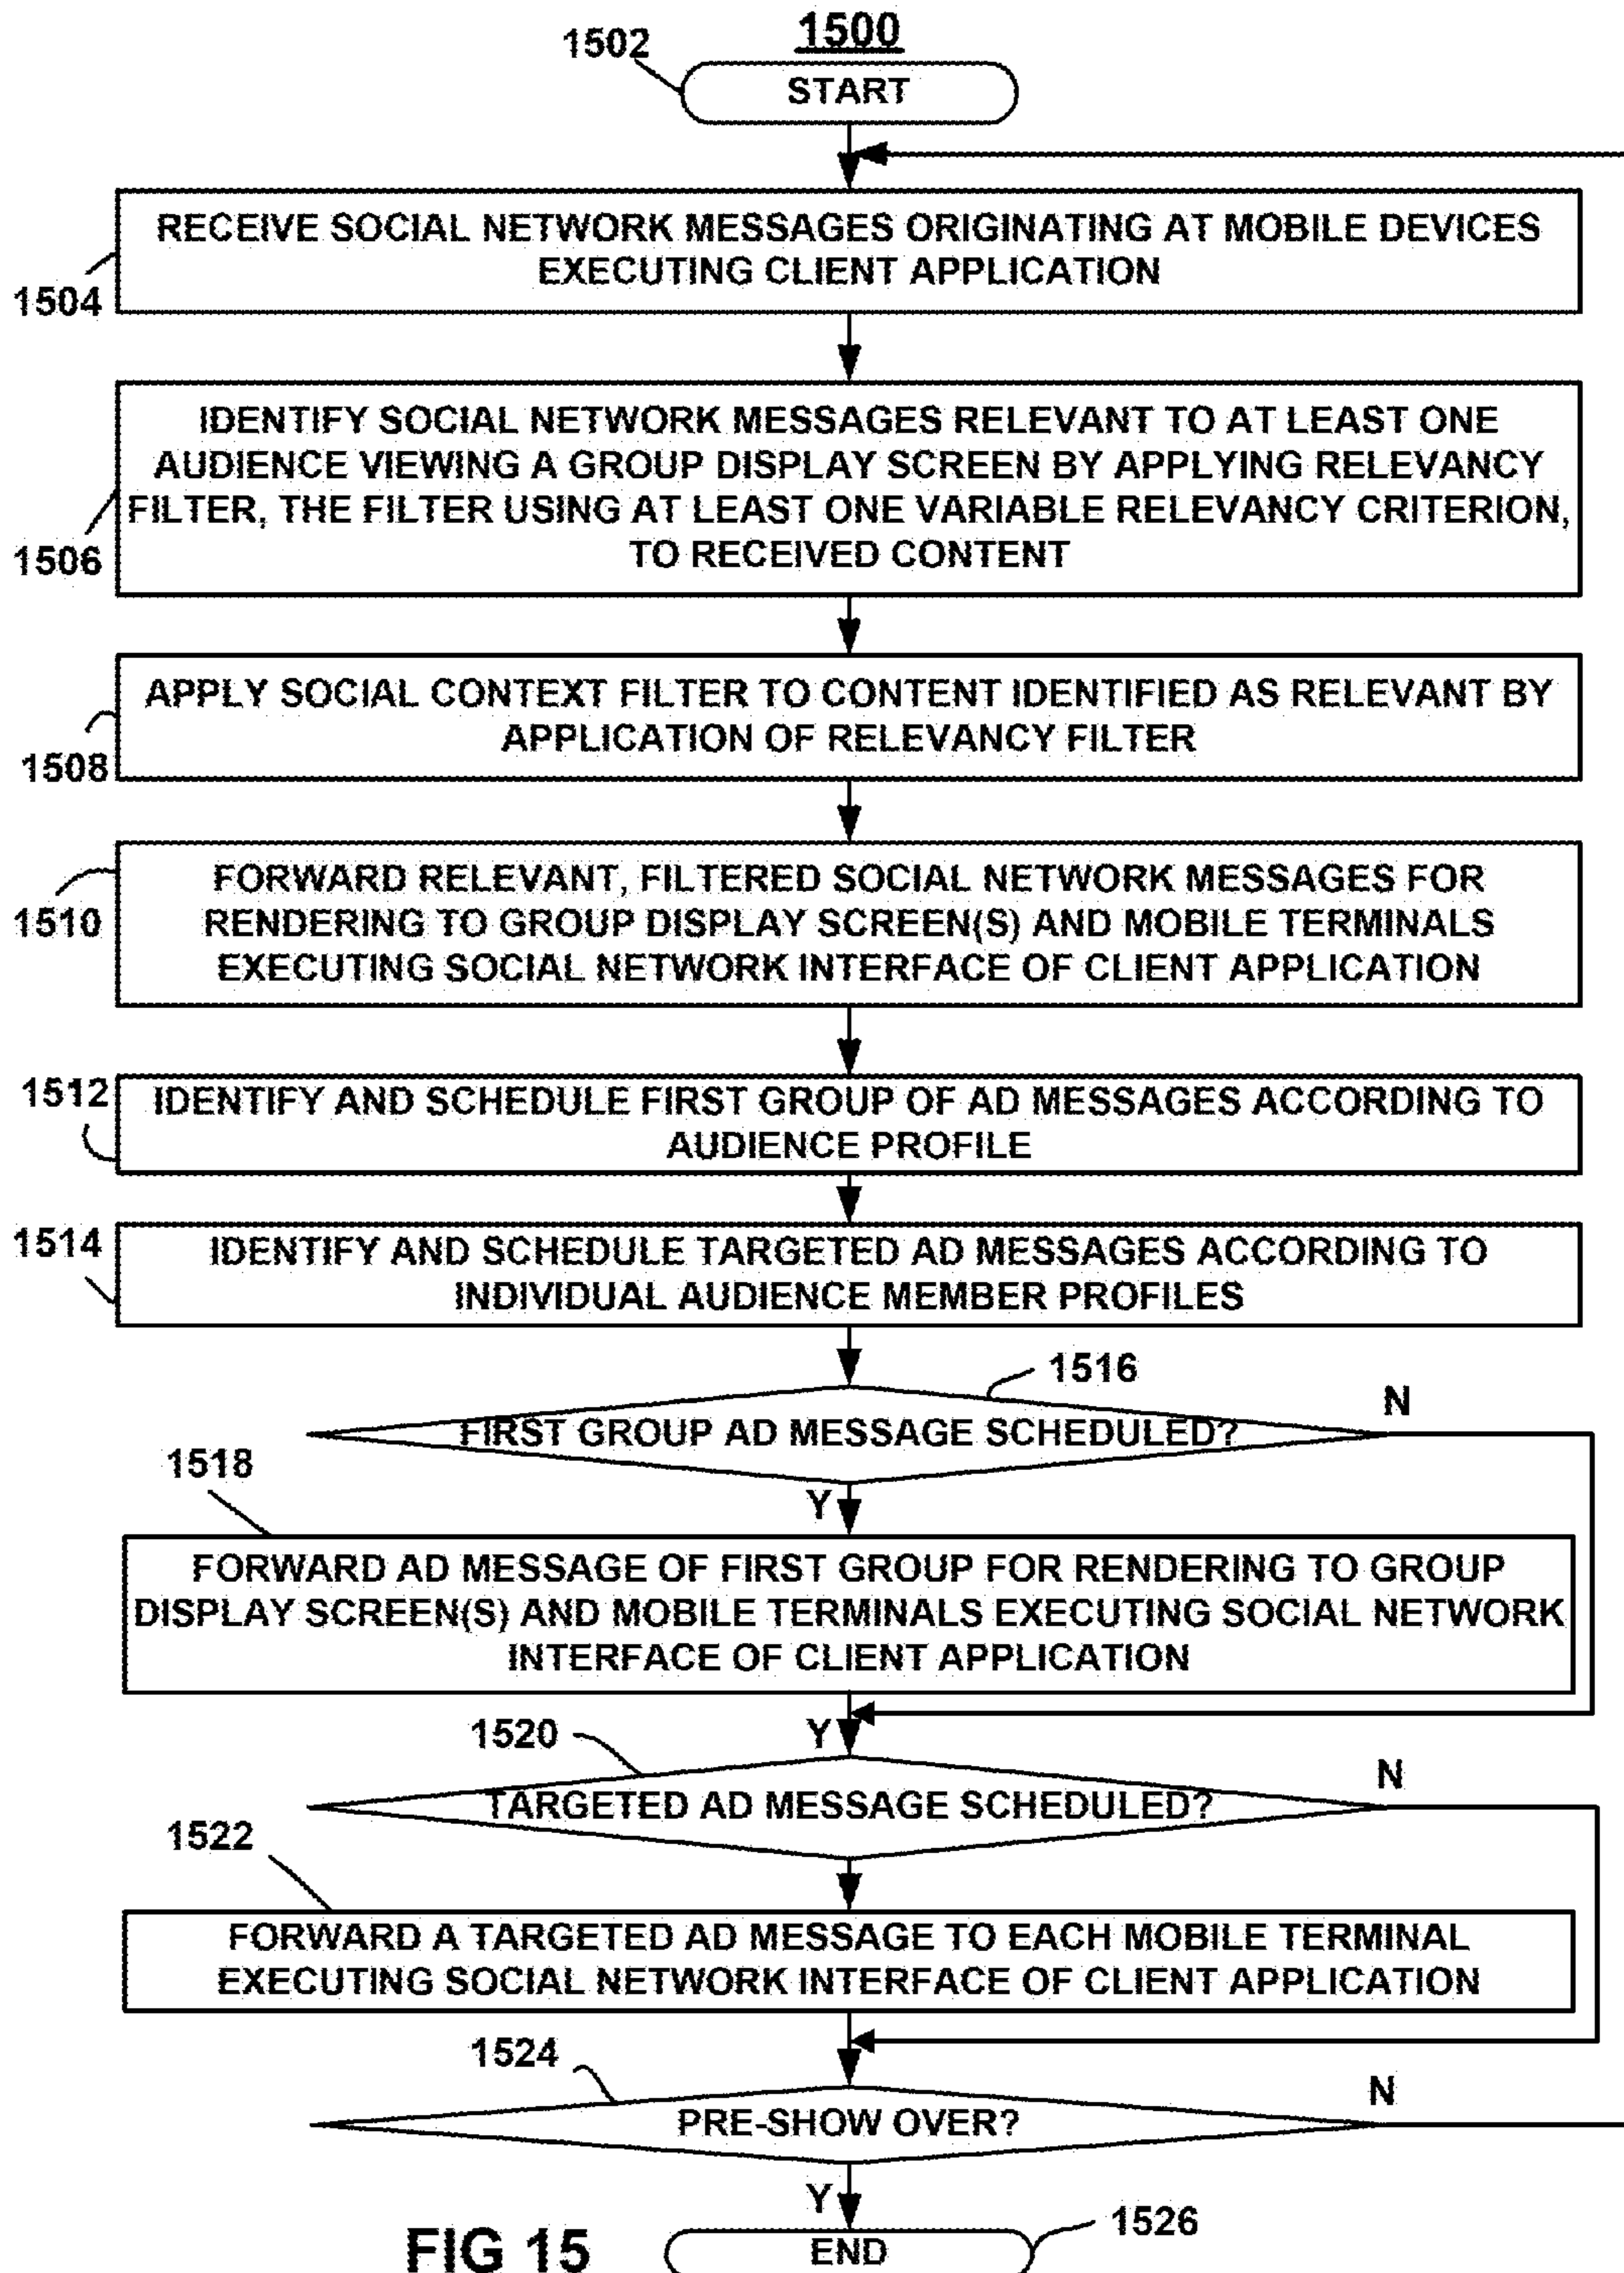 1500
1502
START
RECEIVE SOCIAL NETWORK MESSAGES ORIGINATING AT MOBILE DEVICES
EXECUTING CLIENT APPLICATION
1504
IDENTIFY SOCIAL NETWORK MESSAGES RELEVANT TO AT LEAST ONE
AUDIENCE VIEWING A GROUP DISPLAY SCREEN BY APPLYING RELEVANCY
FILTER, THE FILTER USING AT LEAST ONE VARIABLE RELEVANCY CRITERION,
TO RECEIVED CONTENT
1506
APPLY SOCIAL CONTEXT FILTER TO CONTENT IDENTIFIED AS RELEVANT BY
APPLICATION OF RELEVANCY FILTER
1508
FORWARD RELEVANT, FILTERED SOCIAL NETWORK MESSAGES FOR
RENDERING TO GROUP DISPLAY SCREEN(S) AND MOBILE TERMINALS
EXECUTING SOCIAL NETWORK INTERFACE OF CLIENT APPLICATION
1510
1512
IDENTIFY AND SCHEDULE FIRST GROUP OF AD MESSAGES ACCORDING TO
AUDIENCE PROFILE
1514
IDENTIFY AND SCHEDULE TARGETED AD MESSAGES ACCORDING TO
INDIVIDUAL AUDIENCE MEMBER PROFILES
1516
N
FIRST GROUP AD MESSAGE SCHEDULED?
1518
Y
FORWARD AD MESSAGE OF FIRST GROUP FOR RENDERING TO GROUP
DISPLAY SCREEN(S) AND MOBILE TERMINALS EXECUTING SOCIAL NETWORK
INTERFACE OF CLIENT APPLICATION
1520
Y
N
TARGETED AD MESSAGE SCHEDULED?
1522
FORWARD A TARGETED AD MESSAGE TO EACH MOBILE TERMINAL
EXECUTING SOCIAL NETWORK INTERFACE OF CLIENT APPLICATION
1524
N
PRE-SHOW OVER?
Y
1526
END
FIG 15